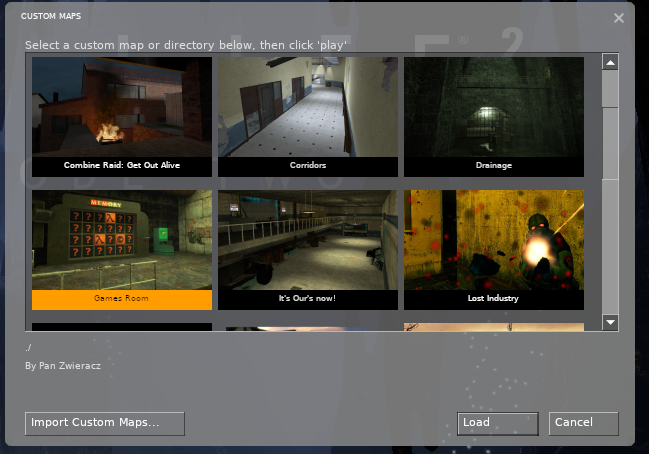 CUSTOM MAPS
Select a custom map or directory below, then click 'play'
Combine Raid: Get Out Alive
Corridors
Drainage
MEMORY
Games Room
It's Our's now!
Lost Industry
./
By Pan Zwieracz
Import Custom Maps...
Load
Cancel